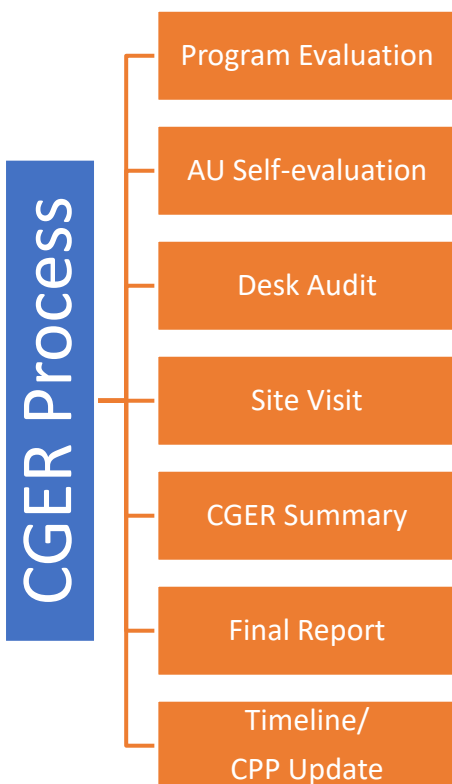 CGER Process
Program Evaluation
AU Self-evaluation
Desk Audit
Site Visit
CGER Summary
Final Report
Timeline/
CPP Update